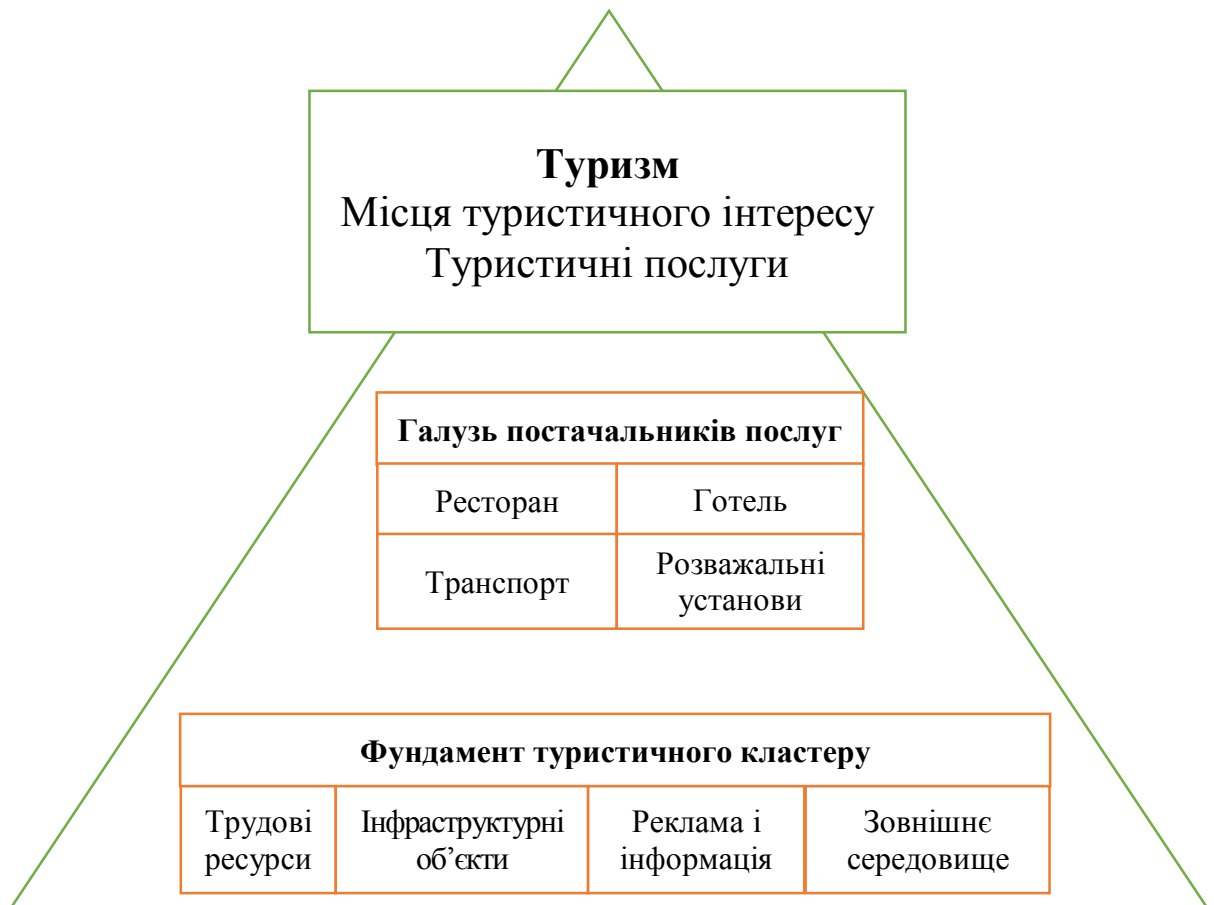 Туризм
Місця туристичного інтересу
Туристичні послуги
Галузь постачальників послуг
Ресторан
Готель
Транспорт
Розважальні
установи
Фундамент туристичного кластеру
Трудові
ресурси
Інфраструктурні
об’єкти
Реклама і
інформація
Зовнішнє
середовище